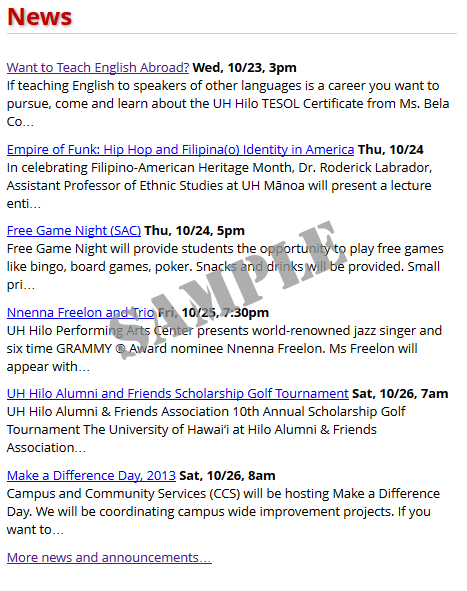 News
Want to Teach English Abroad? Wed, 10/23, 3pm
If teaching English to speakers of other languages is a career you want to
pursue, come and learn about the UH Hilo TESOL Certificate from Ms. Bela
Co…
Empire of Funk: Hip Hop and Filipina(o) Identity in America Thu, 10/24
In celebrating Filipino-American Heritage Month, Dr. Roderick Labrador,
Assistant Professor of Ethnic Studies at UH Mānoa will present a lecture
enti…
Free Game Night (SAC) Thu, 10/24, 5pm
Free Game Night will provide students the opportunity to play free games
like bingo, board games, poker. Snacks and drinks will be provided. Small
pri…
SAMPLE
Nnenna Freelon and Trio Fri, 10/25, 7:30pm
UH Hilo Performing Arts Center presents world-renowned jazz singer and
six time GRAMMY ® Award nominee Nnenna Freelon. Ms Freelon will
appear with…
UH Hilo Alumni and Friends Scholarship Golf Tournament Sat, 10/26, 7am
UH Hilo Alumni & Friends Association 10th Annual Scholarship Golf
Tournament The University of Hawaiʻi at Hilo Alumni & Friends
Association…
Make a Difference Day, 2013 Sat, 10/26, 8am
Campus and Community Services (CCS) will be hosting Make a Difference
Day. We will be coordinating campus wide improvement projects. If you
want to…
More news and announcements…